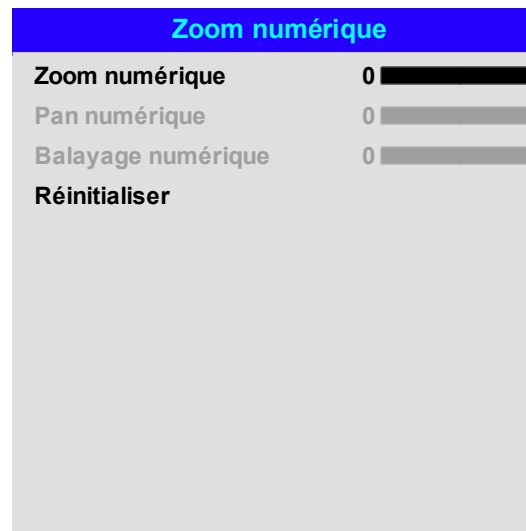 Zoom numérique
Zoom numérique 0
Pan numérique 0
Balayage numérique 0
Réinitialiser